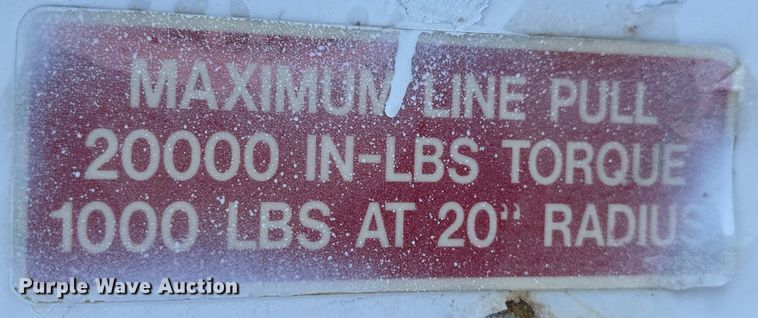 MAXIMUM LINE PULL
20000 IN-LBS TORQUE
1000 LBS AT 20" RADIUS
Purple Wave Auction